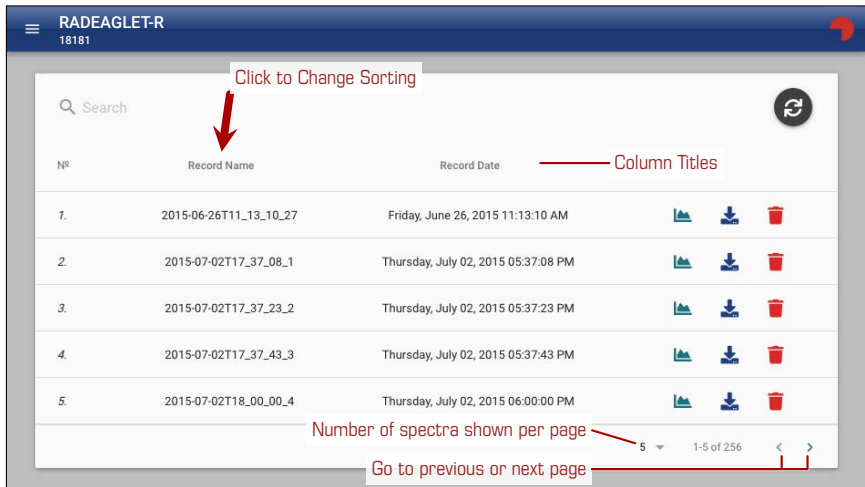 RADEAGLET-R
18181
Click to Change Sorting
Search
Nº Record Name Record Date Column Titles
1. 2015-06-26T11_13_10_27 Friday, June 26, 2015 11:13:10 AM
2. 2015-07-02T17_37_08_1 Thursday, July 02, 2015 05:37:08 PM
3. 2015-07-02T17_37_23_2 Thursday, July 02, 2015 05:37:23 PM
4. 2015-07-02T17_37_43_3 Thursday, July 02, 2015 05:37:43 PM
5. 2015-07-02T18_00_00_4 Thursday, July 02, 2015 06:00:00 PM
Number of spectra shown per page
5 1-5 of 256
Go to previous or next page